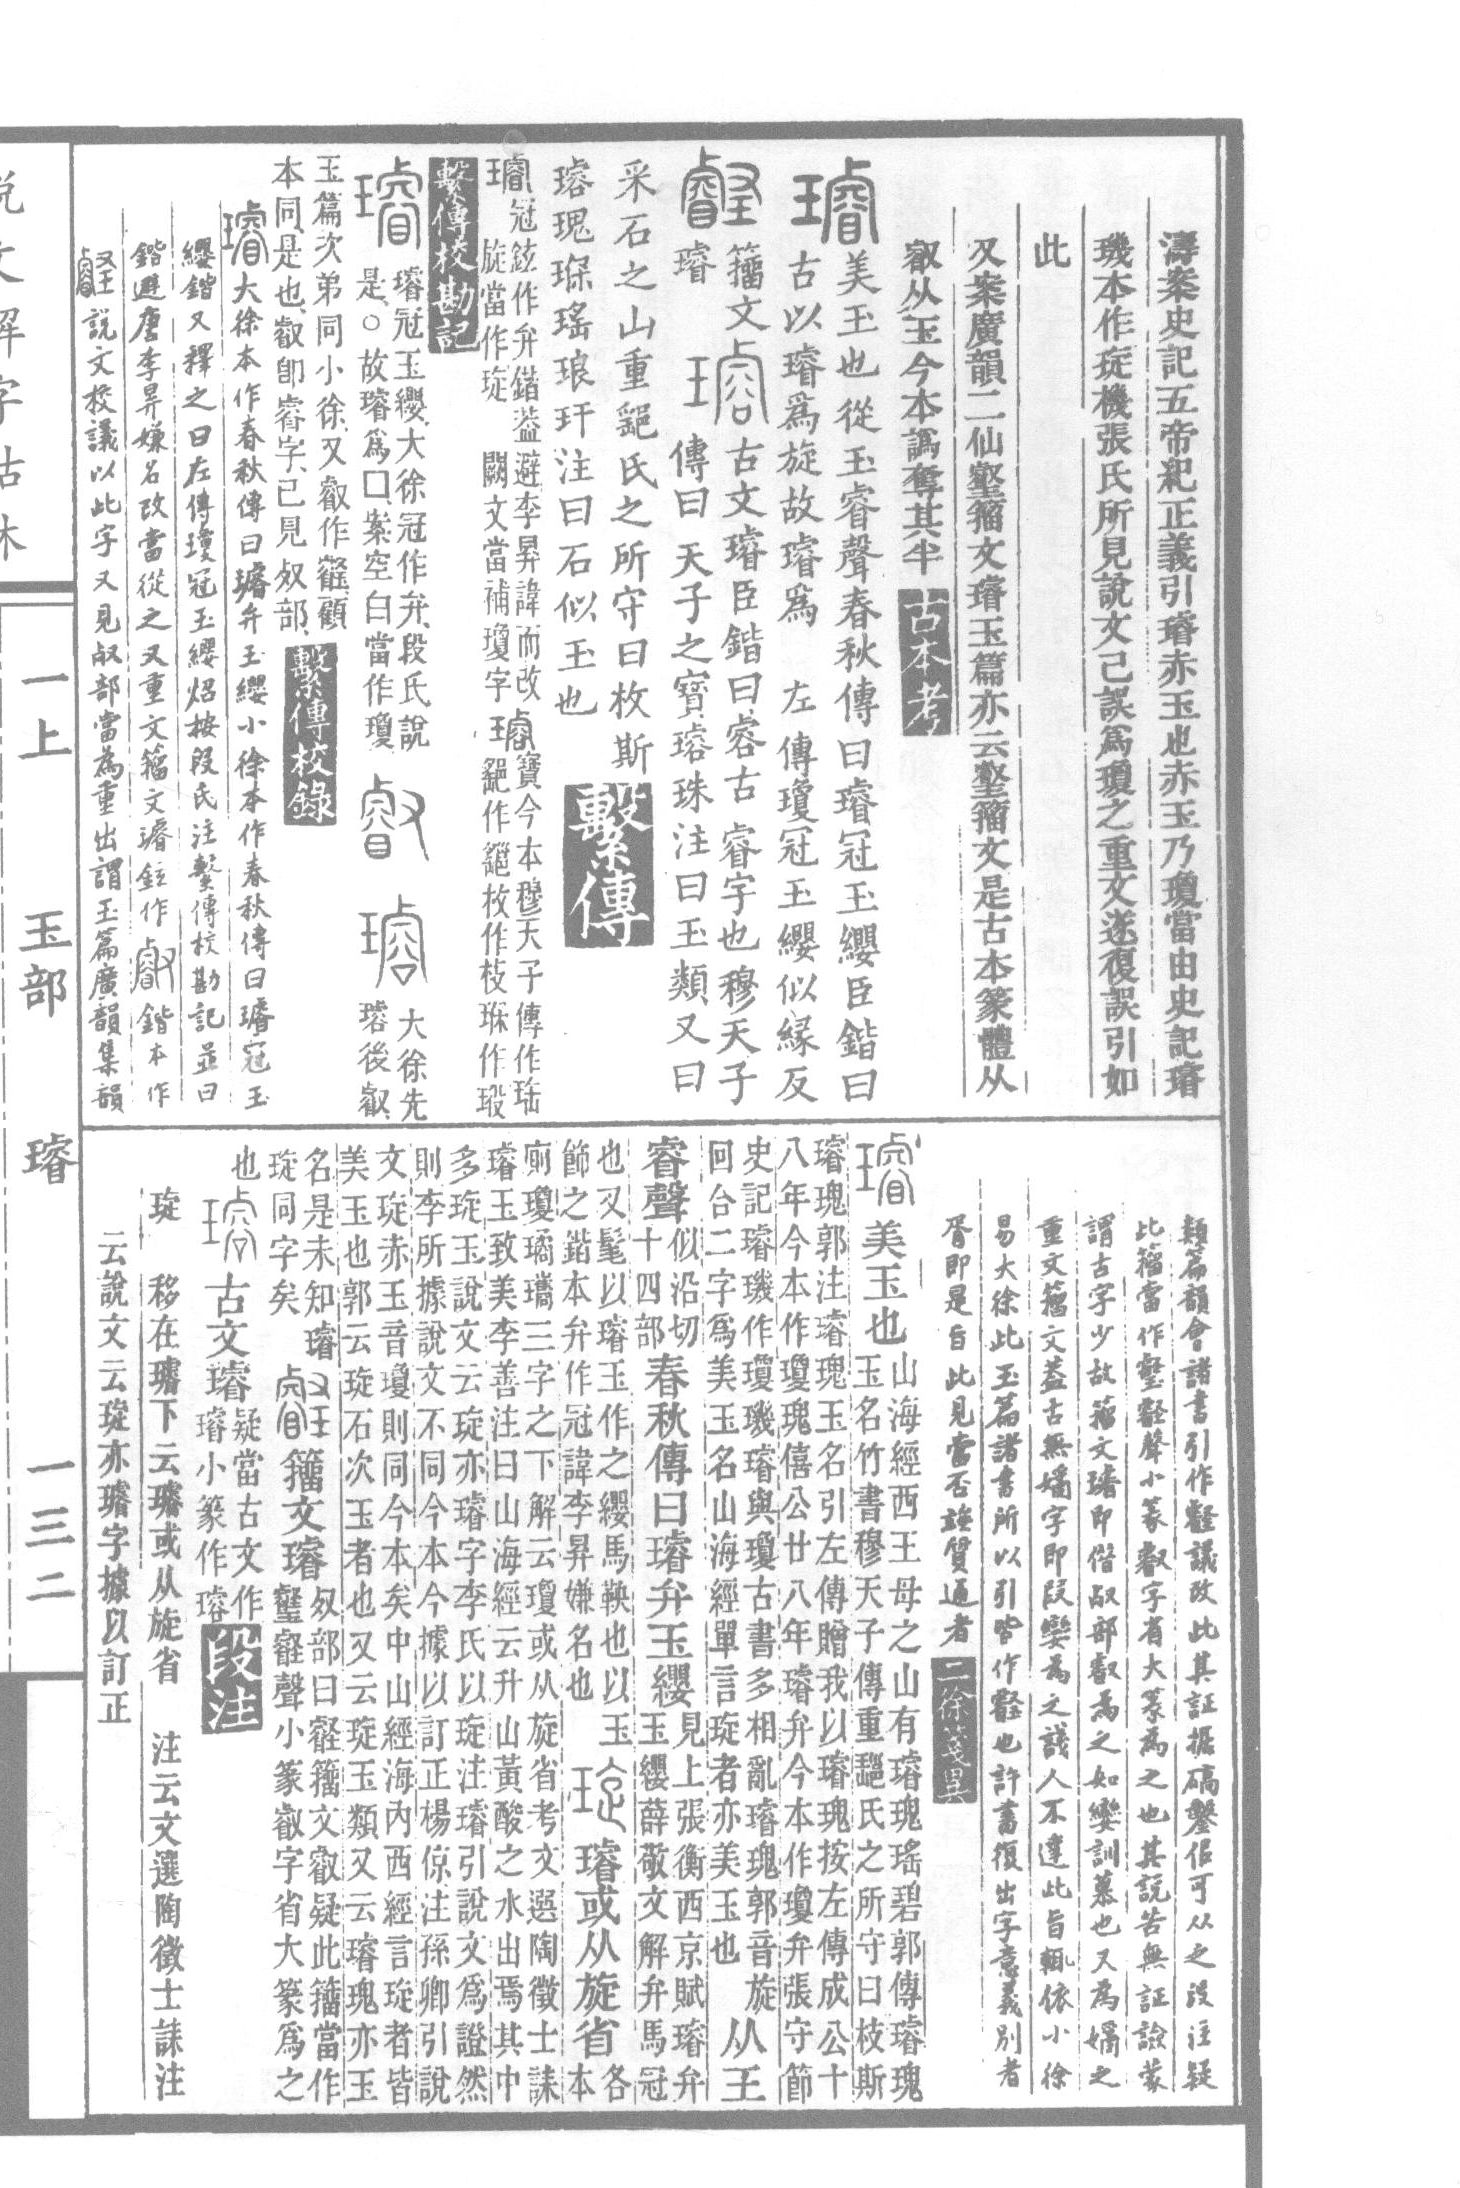 濤案史記五帝紀正義引璿赤玉也赤玉乃瓊當由史記璿
璣本作琁機張氏所見說文已誤爲瓊之重文遂復誤引如
此
又案廣韻二仙壡籀文璿玉篇亦云壡籀文是古本篆體从
叡从玉今本譌奪其半 古本考
璿美玉也從玉睿聲春秋傳曰璿冠玉纓臣鍇曰
古以璿爲旋故璿爲 左傳瓊冠玉纓似緣反
籀文璿 古文璿臣鍇曰㕡古睿字也穆天子
傳曰天子之寶璿珠注曰玉類又曰
采石之山重䣛氏之所守曰枚斯
璿瑰琛瑤琅玕注曰石似玉也 繫傳
璿冠鉉作弁鍇葢避李昪諱而改 璿寶今本穆天子傳作珤
旋當作琁 闕文當補瓊字 䣛作䣛枚作枝琛作瑖
繫傳校勘記
璿 璿冠玉纓大徐冠作弁段氏說
是○故璿爲□案空白當作瓊
叡 璿 大徐先璿後叡
玉篇次弟同小徐又叡作壡顧
本同是也叡卽睿字已見𣦼部 繫傳校錄
璿大徐本作春秋傳曰璿弁玉纓小徐本作春秋傳曰璿冠玉
纓鍇又釋之曰左傳瓊冠玉纓炤按段氏注繫傳校勘記並曰
鍇避唐李昪嫌名改當從之又重文籀文璿鉉作叡鍇本作
壡說文校議以此字又見𣦼部當爲重出謂玉篇廣韻集韻
類篇韻會諸書引作壡議改此其証據碻鑿佀可从之段注疑
此籀當作壡壡聲小篆叡字省大篆爲之也其說苦無証譣蒙
謂古字少故籀文璿即借𣦼部叡爲之如孌訓慕也又爲嫡之
重文籀文葢古無嫡字即叚孌爲之議人不達此旨輒依小徐
易大徐此玉篇諸書所以引皆作壡也許書復出字意義別者
胥即是旨此見當否誰質通者 二徐箋異
璿 美玉也 山海經西王母之山有璿瑰瑤碧郭傳璿瑰
玉名竹書穆天子傳重䣛氏之所守曰枝斯
璿瑰郭注璿瑰玉名引左傳贈我以璿瑰按左傳成公十
八年今本作瓊瑰僖公廿八年璿弁今本作瓊弁張守節
史記璿璣作瓊璣璿與瓊古書多相亂璿瑰郭音旋
回台二字爲美玉名山海經單言琁者亦美玉也 从王
睿聲 似沿切十四部 春秋傳曰璿弁玉纓 見上張衡西京賦璿弁
玉纓薛敬文解弁馬冠
也又髦以璿玉作之纓馬鞅也以玉
節之鍇本弁作冠諱李昪嫌名也 琁 璿或从旋省 各本
廁瓊璚瓗三字之下解云瓊或从旋省考文選陶徵士誄
璿玉致美李善注曰山海經云升山黃酸之水出焉其中
多琁玉說文云琁亦璿字李氏以琁注璿引說文爲證然
則李所據說文不同今本今據以訂正楊倞注孫卿引說
文琁赤玉音瓊則同今本矣中山經海內西經言琁者皆
美玉也郭云琁石次玉者也又云琁玉類又云璿瑰亦玉
名是未知璿
琁同字矣 壡 籀文璿 𣦼部曰壡籀文叡疑此籀當作
壡壡聲小篆叡字省大篆爲之
也 古文璿 疑當古文作
璿小篆作璿 段注
琁 移在璿下云璿或从旋省 注云文選陶徵士誄注
云說文云琁亦璿字據以訂正
說文解字詁林
一上 玉部 璿 一三二